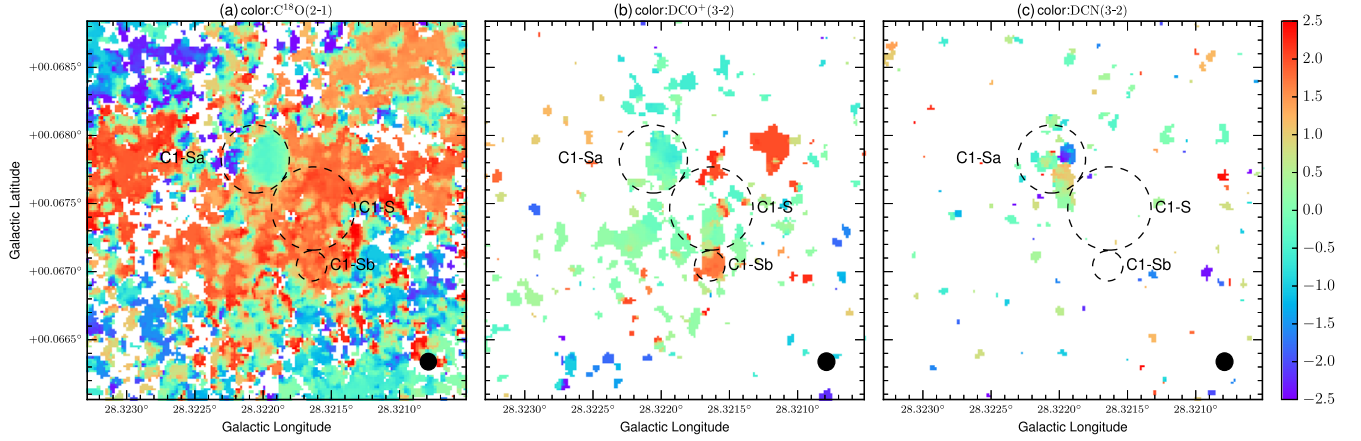 (a) color:C¹⁸O(2-1)
(b) color:DCO⁺(3-2)
(c) color:DCN(3-2)
Galactic Latitude
+00.0685°
+00.0680°
+00.0675°
+00.0670°
+00.0665°
C1-Sa
C1-S
C1-Sb
28.3230 28.3225 28.3220 28.3215 28.3210
Galactic Longitude
C1-Sa
C1-S
C1-Sb
28.3230 28.3225 28.3220 28.3215 28.3210
Galactic Longitude
C1-Sa
C1-S
C1-Sb
28.3230 28.3225 28.3220 28.3215 28.3210
Galactic Longitude
2.5
2.0
1.5
1.0
0.5
0.0
−0.5
−1.0
−1.5
−2.0
−2.5